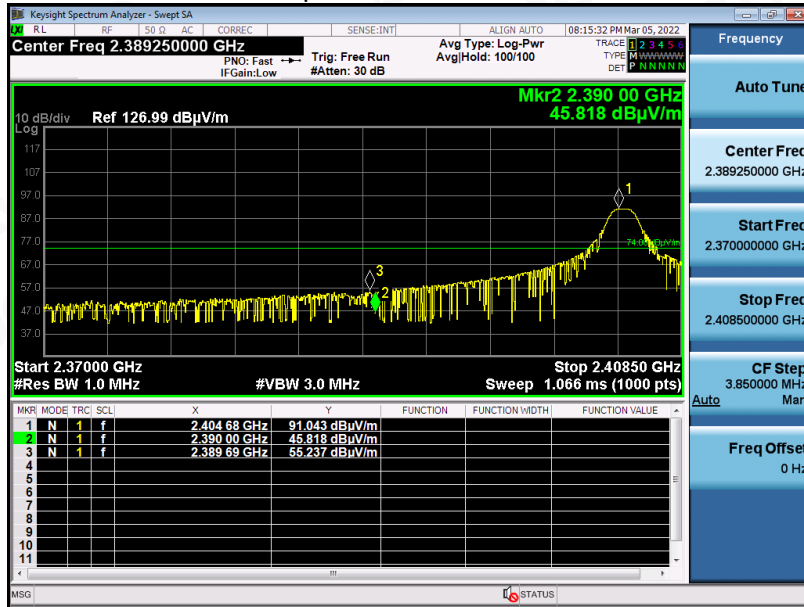 Keysight Spectrum Analyzer - Swept SA
LXI RL RF 50 Ω AC CORREC SENSE:INT ALIGN AUTO 08:15:32 PM Mar 05, 2022
Center Freq 2.389250000 GHz
PNO: Fast
IFGain:Low
Trig: Free Run
#Atten: 30 dB
Avg Type: Log-Pwr
Avg|Hold: 100/100
TRACE 1 2 3 4 5 6
TYPE M WWWWW
DET P N N N N N
Mkr2 2.390 00 GHz
45.818 dBµV/m
10 dB/div Ref 126.99 dBµV/m
Log
117
107
97.0
87.0
77.0
67.0
57.0
47.0
37.0
1
3
2
Start 2.37000 GHz Stop 2.40850 GHz
#Res BW 1.0 MHz #VBW 3.0 MHz Sweep 1.066 ms (1000 pts)
MKR MODE TRC SCL X Y FUNCTION FUNCTION WIDTH FUNCTION VALUE
1 N 1 f 2.404 68 GHz 91.043 dBµV/m
2 N 1 f 2.390 00 GHz 45.818 dBµV/m
3 N 1 f 2.389 69 GHz 55.237 dBµV/m
4
5
6
7
8
9
10
11
MSG STATUS
Frequency
Auto Tune
Center Freq
2.389250000 GHz
Start Freq
2.370000000 GHz
Stop Freq
2.408500000 GHz
CF Step
3.850000 MHz
Auto Man
Freq Offset
0 Hz